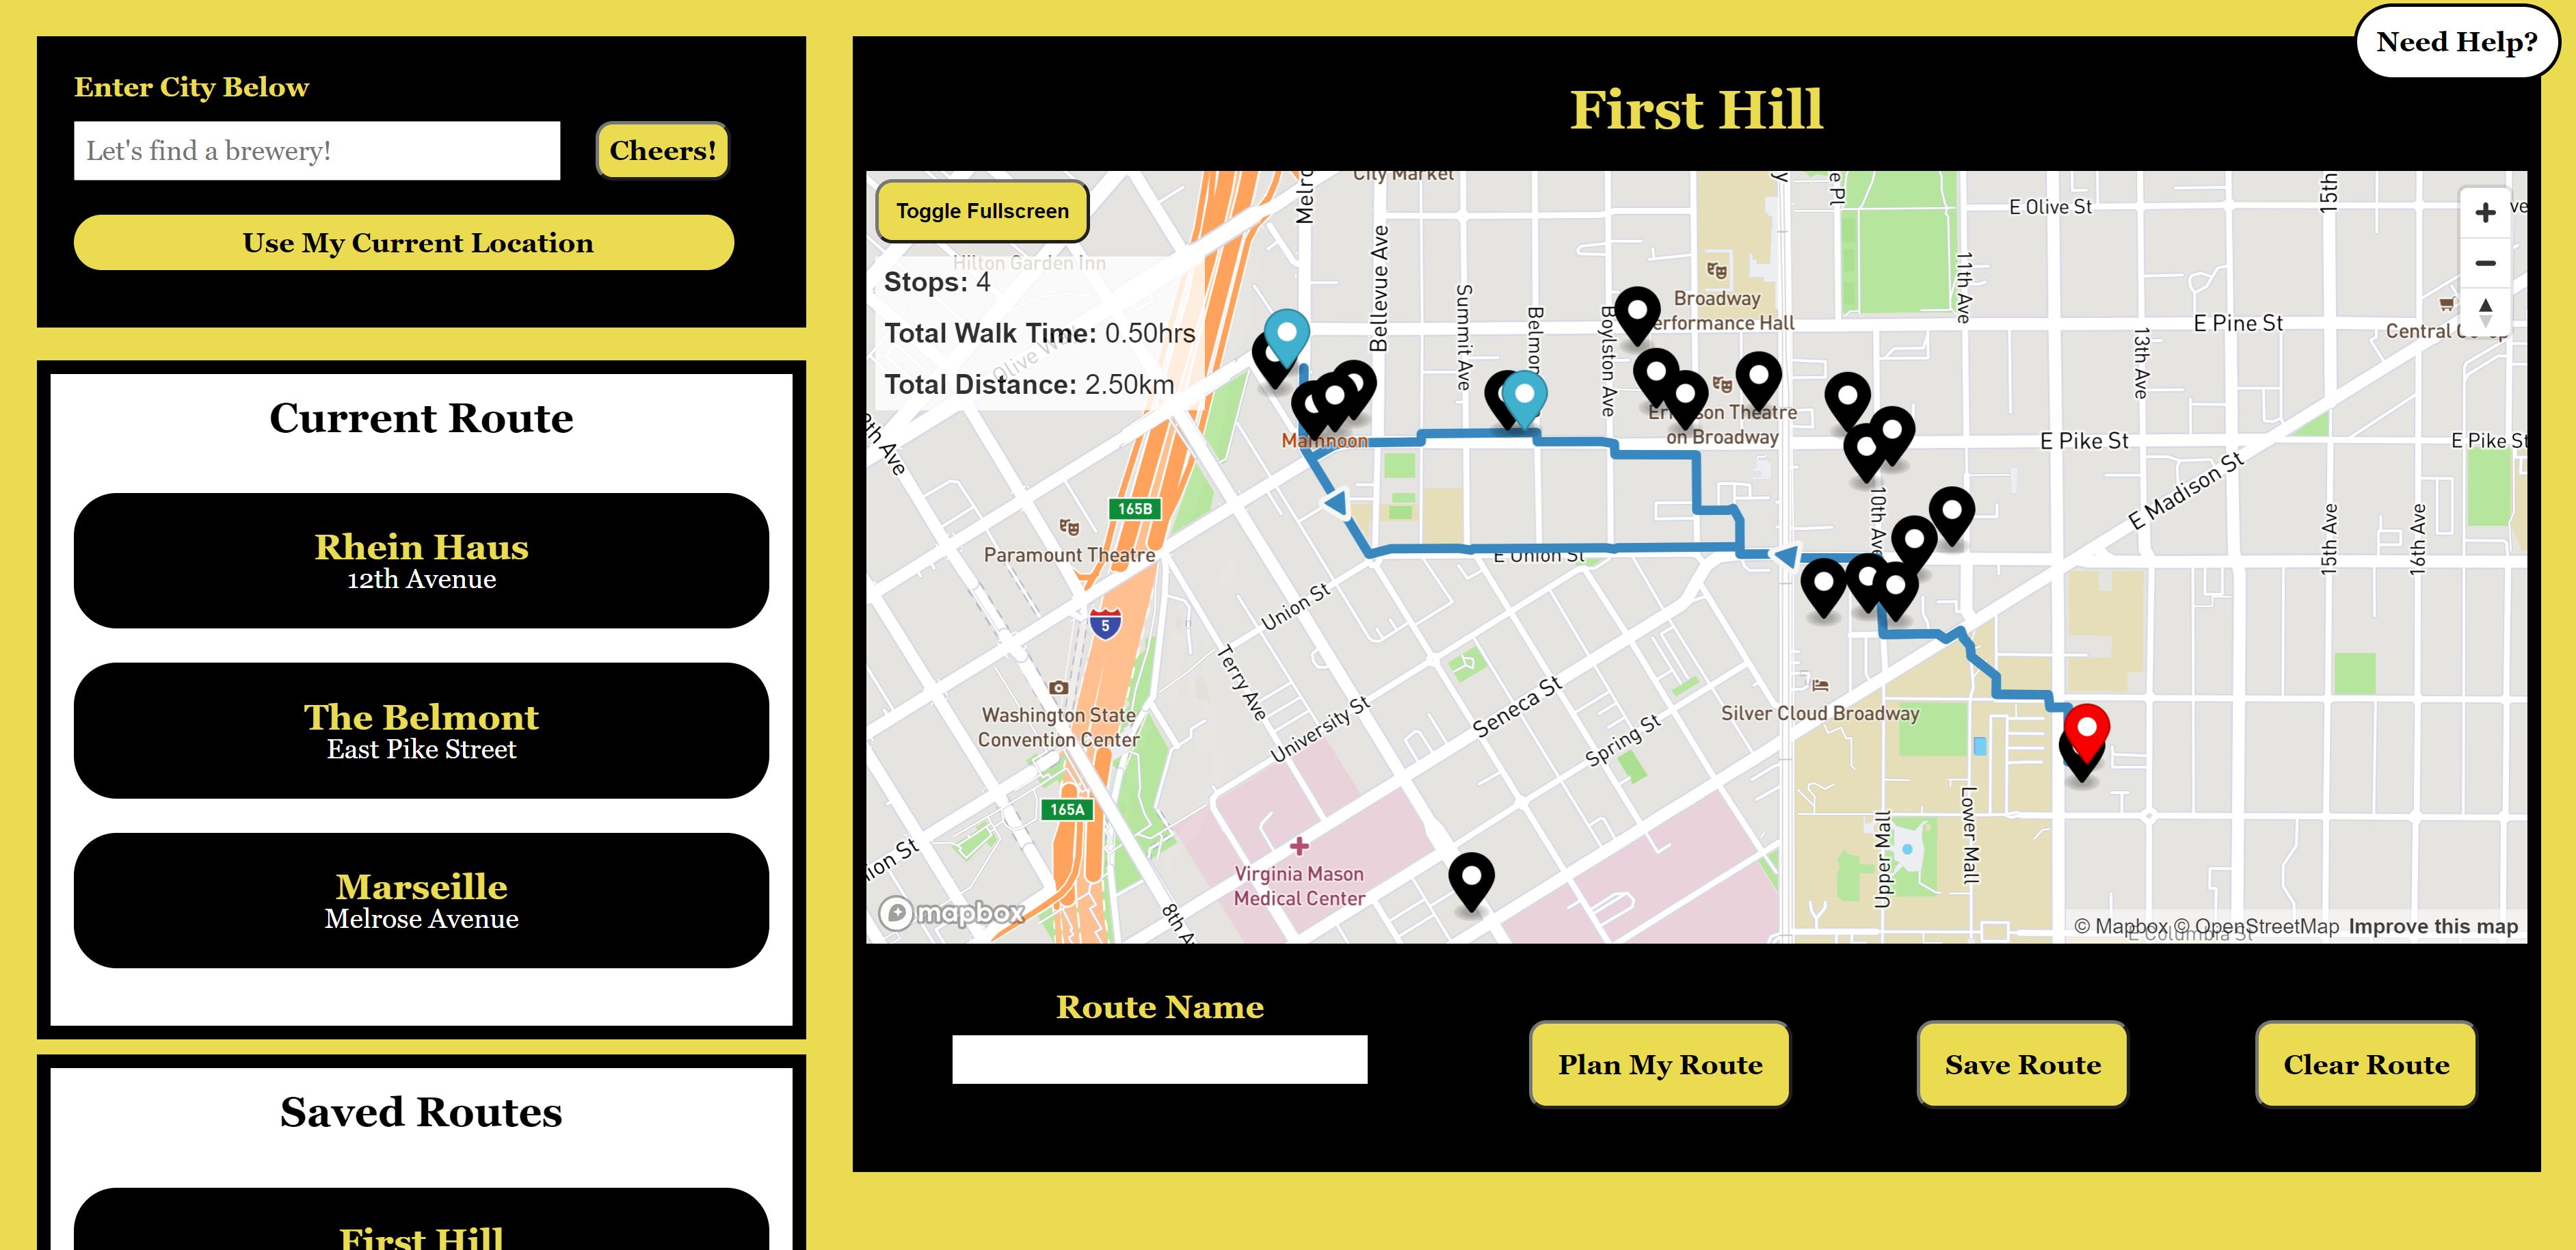 Need Help?
Enter City Below
Let's find a brewery!
Cheers!
Use My Current Location
Current Route
Rhein Haus
12th Avenue
The Belmont
East Pike Street
Marseille
Melrose Avenue
Saved Routes
First Hill
First Hill
Toggle Fullscreen
Stops: 4
Total Walk Time: 0.50hrs
Total Distance: 2.50km
City Market
Hilton Garden Inn
Olive Way
Melro
Bellevue Ave
Summit Ave
Belmon
Boylston Ave
Broadway
erformance Hall
e Pl
E Olive St
15th
ve
11th Ave
E Pine St
Central Co-op
13th Ave
Mamnoon
on Theatre
on Broadway
E Pike St
E Pike St
E Madison St
10th Ave
15th Ave
16th Ave
8th Ave
165B
Paramount Theatre
5
E Union St
Union St
Terry Ave
University St
Seneca St
Spring St
Silver Cloud Broadway
Washington State
Convention Center
165A
Upper Mall
Lower Mall
ion St
8th Av
Virginia Mason
Medical Center
mapbox
E Columbia St
© Mapbox © OpenStreetMap Improve this map
Route Name
Plan My Route
Save Route
Clear Route